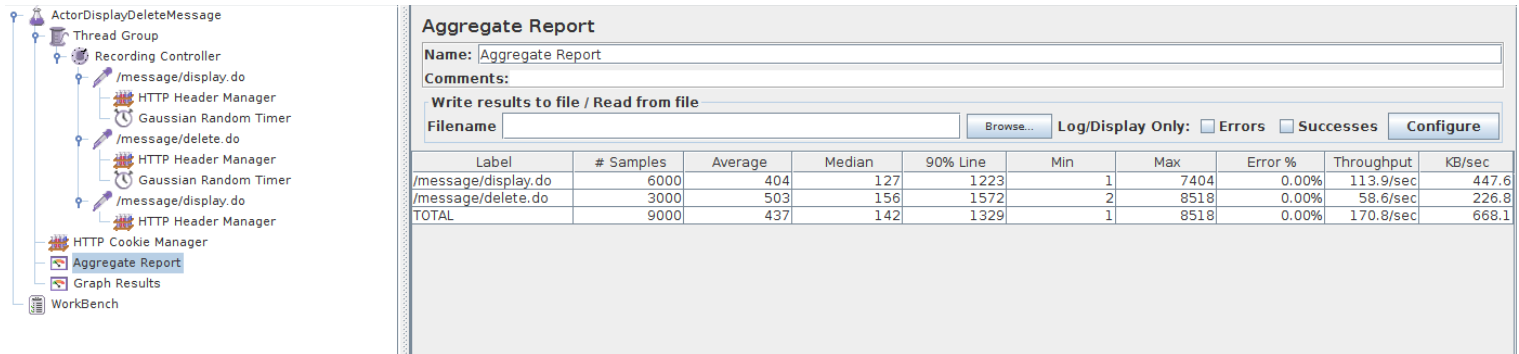 ActorDisplayDeleteMessage
Thread Group
Recording Controller
/message/display.do
HTTP Header Manager
Gaussian Random Timer
/message/delete.do
HTTP Header Manager
Gaussian Random Timer
/message/display.do
HTTP Header Manager
HTTP Cookie Manager
Aggregate Report
Graph Results
WorkBench
Aggregate Report
Name: Aggregate Report
Comments:
Write results to file / Read from file
Filename Browse... Log/Display Only: Errors Successes Configure
Label # Samples Average Median 90% Line Min Max Error % Throughput KB/sec
/message/display.do 6000 404 127 1223 1 7404 0.00% 113.9/sec 447.6
/message/delete.do 3000 503 156 1572 2 8518 0.00% 58.6/sec 226.8
TOTAL 9000 437 142 1329 1 8518 0.00% 170.8/sec 668.1